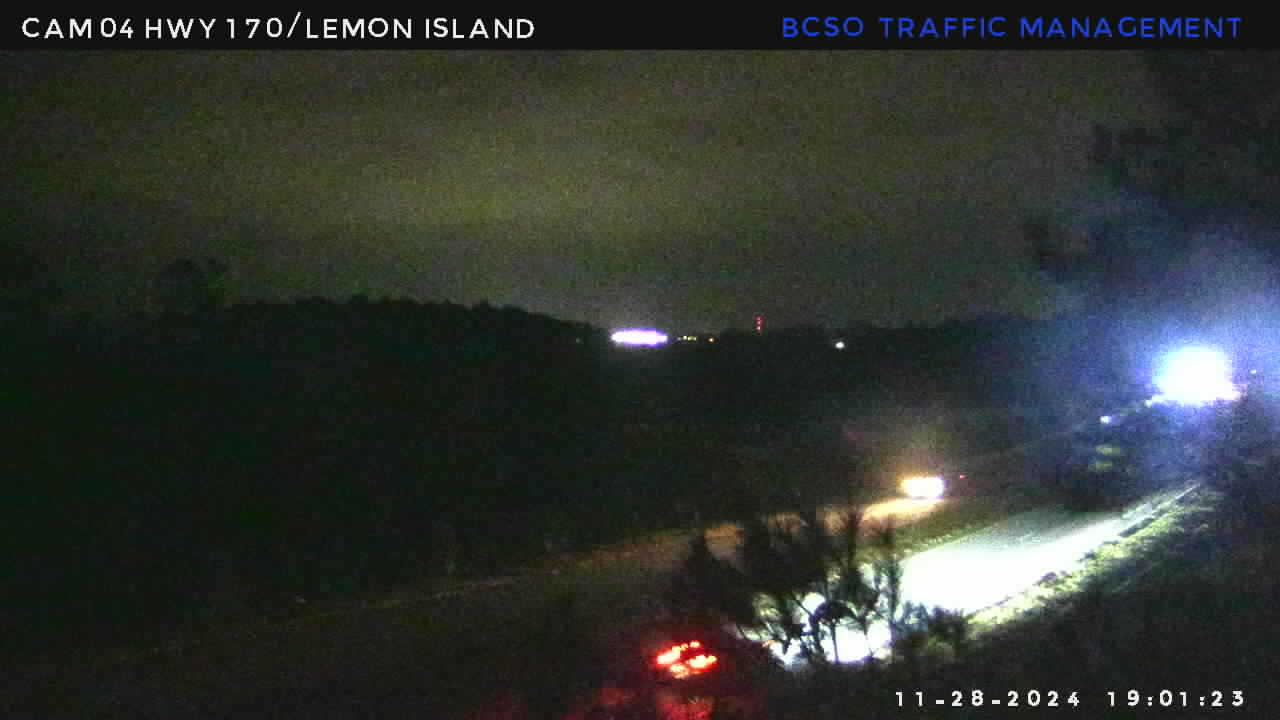 CAM04 HWY 170/LEMON ISLAND
BCSO TRAFFIC MANAGEMENT
11-28-2024 19:01:23